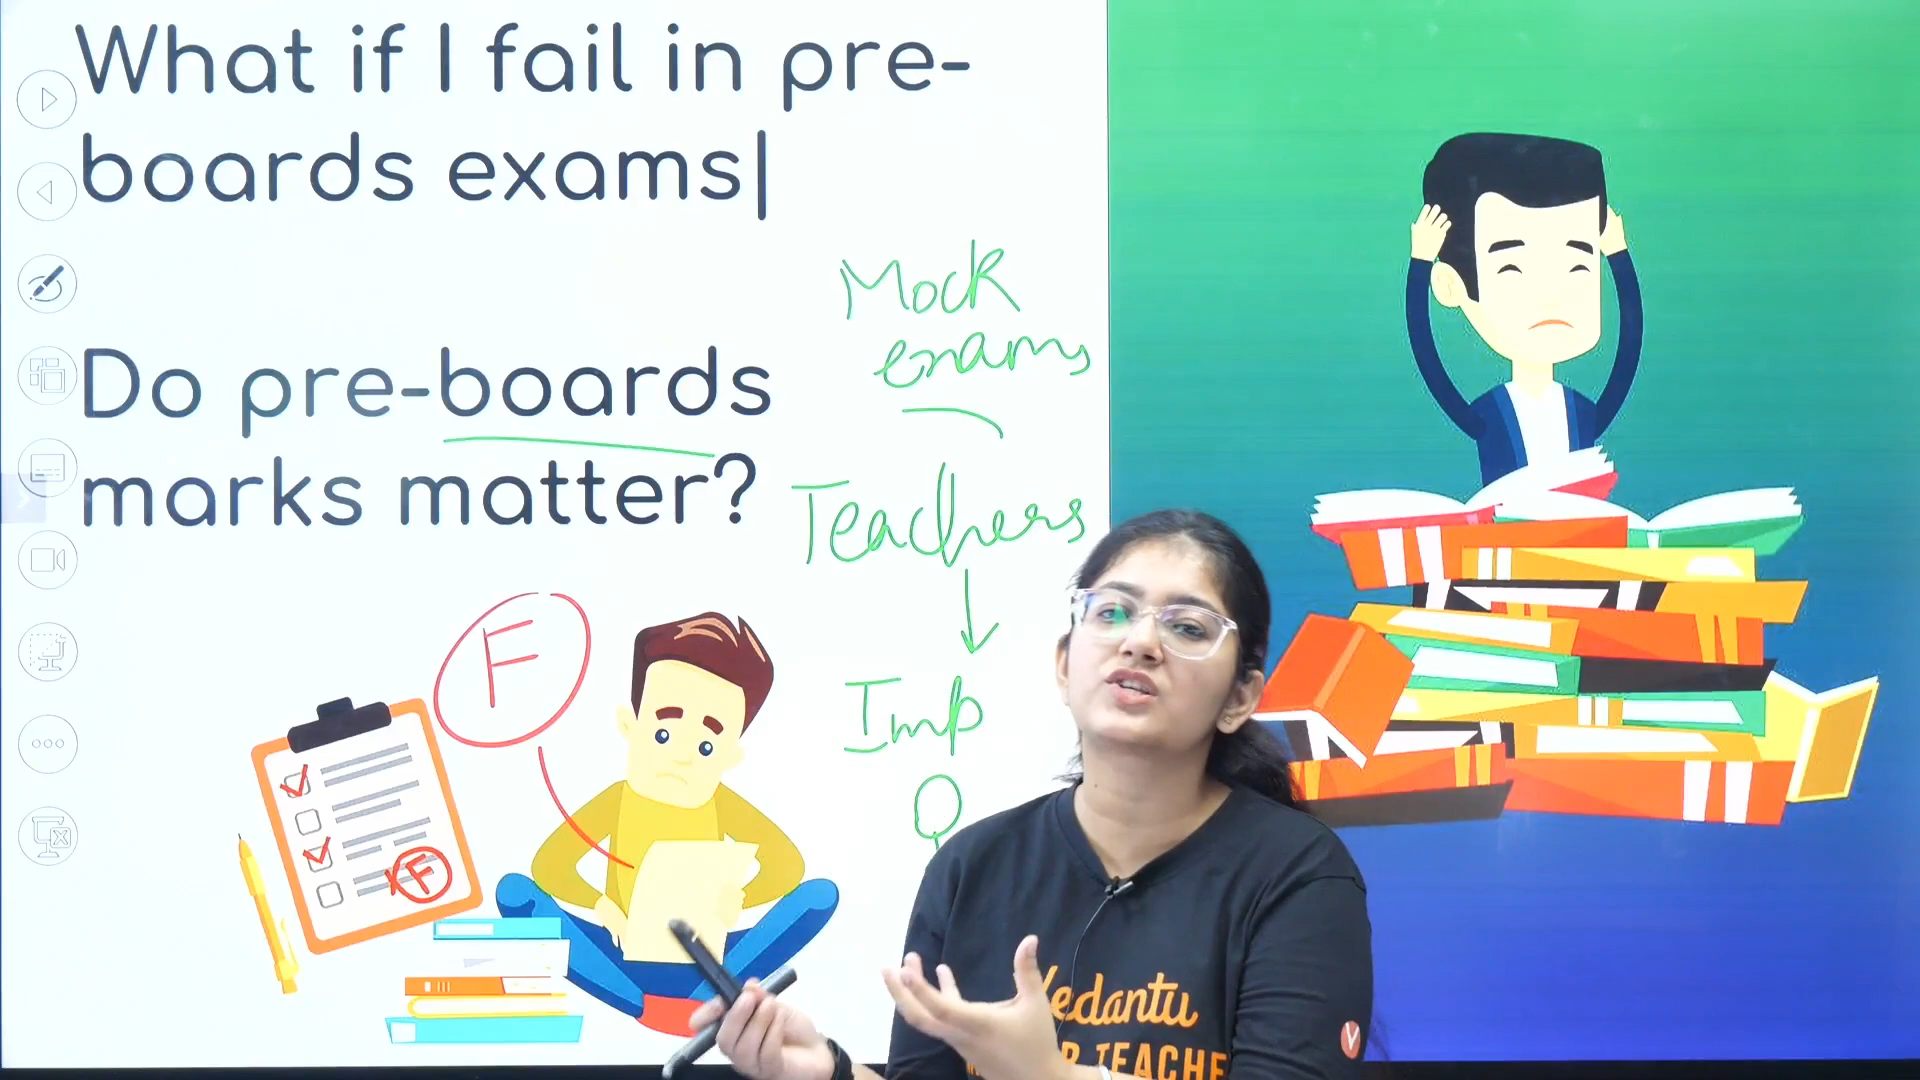 What if I fail in pre-
boards exams|
Do pre-boards
marks matter?
Mock
exams
Teachers
Imp
Q
F
F
Vedantu
TEACHE
V